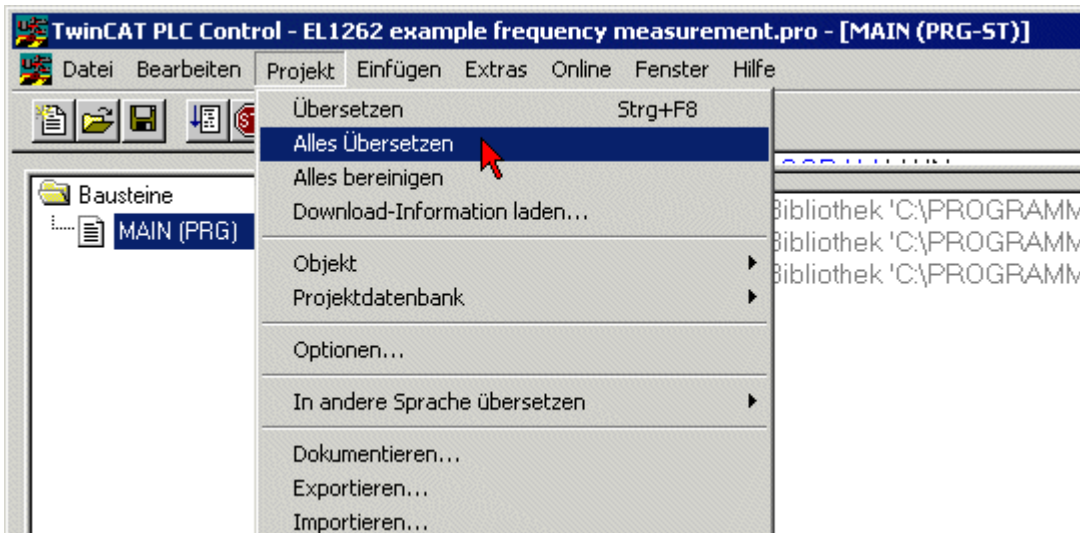 TwinCAT PLC Control - EL1262 example frequency measurement.pro - [MAIN (PRG-ST)]
Datei Bearbeiten Projekt Einfügen Extras Online Fenster Hilfe
Übersetzen Strg+F8
Alles Übersetzen
Alles bereinigen
Download-Information laden...
Objekt
Projektdatenbank
Optionen...
In andere Sprache übersetzen
Dokumentieren...
Exportieren...
Importieren...
Bausteine
MAIN (PRG)
Bibliothek 'C:\PROGRAMM
Bibliothek 'C:\PROGRAMM
Bibliothek 'C:\PROGRAMM